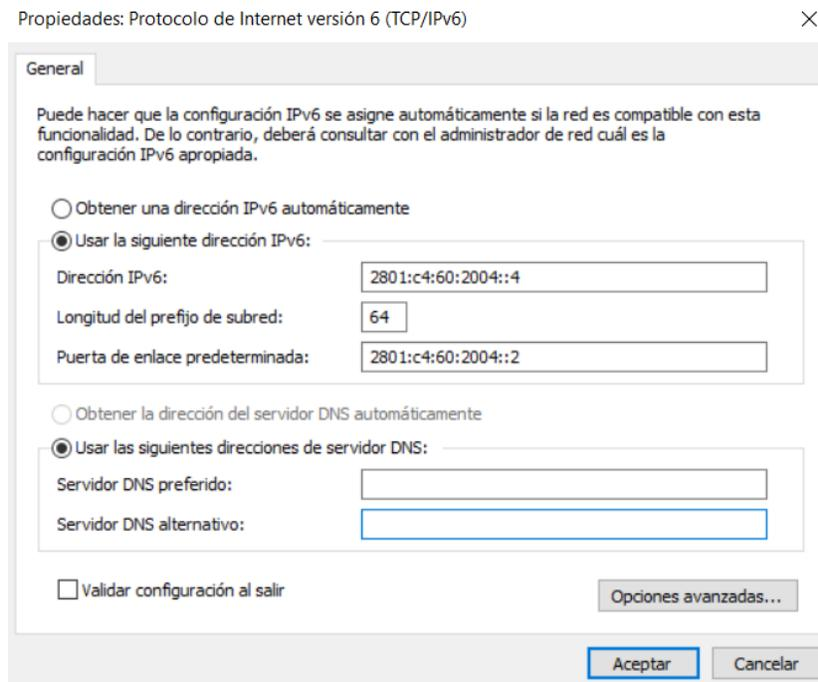 Propiedades: Protocolo de Internet versión 6 (TCP/IPv6)
General
Puede hacer que la configuración IPv6 se asigne automáticamente si la red es compatible con esta
funcionalidad. De lo contrario, deberá consultar con el administrador de red cuál es la
configuración IPv6 apropiada.
Obtener una dirección IPv6 automáticamente
Usar la siguiente dirección IPv6:
Dirección IPv6: 2801:c4:60:2004::4
Longitud del prefijo de subred: 64
Puerta de enlace predeterminada: 2801:c4:60:2004::2
Obtener la dirección del servidor DNS automáticamente
Usar las siguientes direcciones de servidor DNS:
Servidor DNS preferido:
Servidor DNS alternativo:
Validar configuración al salir
Opciones avanzadas...
Aceptar Cancelar